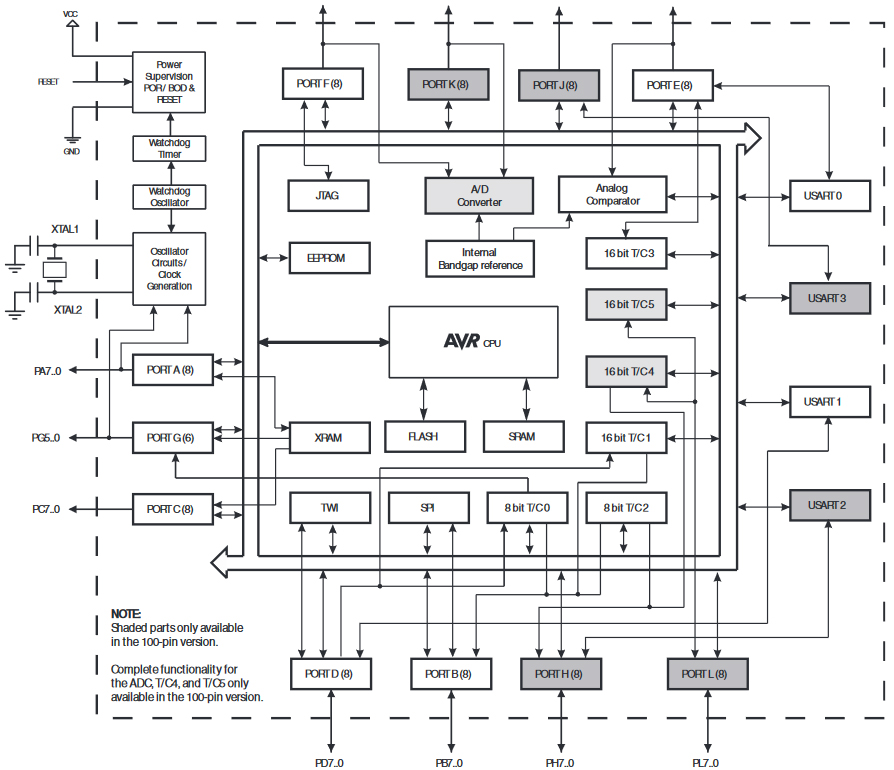 VCC
Power
Supervision
POR/ BOD &
RESET
RESET
GND
Watchdog
Timer
Watchdog
Oscillator
XTAL1
Oscillator
Circuits /
Clock
Generation
XTAL2
PORT F (8)
PORT K (8)
PORT J (8)
PORT E (8)
JTAG
A/D
Converter
Analog
Comparator
USART 0
EEPROM
Internal
Bandgap reference
16 bit T/C3
16 bit T/C5
USART 3
AVR CPU
16 bit T/C4
PA7..0
PORT A (8)
USART 1
PG5..0
PORT G (6)
XRAM
FLASH
SRAM
16 bit T/C1
PC7..0
PORT C (8)
TWI
SPI
8 bit T/C0
8 bit T/C2
USART 2
NOTE:
Shaded parts only available
in the 100-pin version.
Complete functionality for
the ADC, T/C4, and T/C5 only
available in the 100-pin version.
PORT D (8)
PORT B (8)
PORT H (8)
PORT L (8)
PD7..0
PB7..0
PH7..0
PL7..0